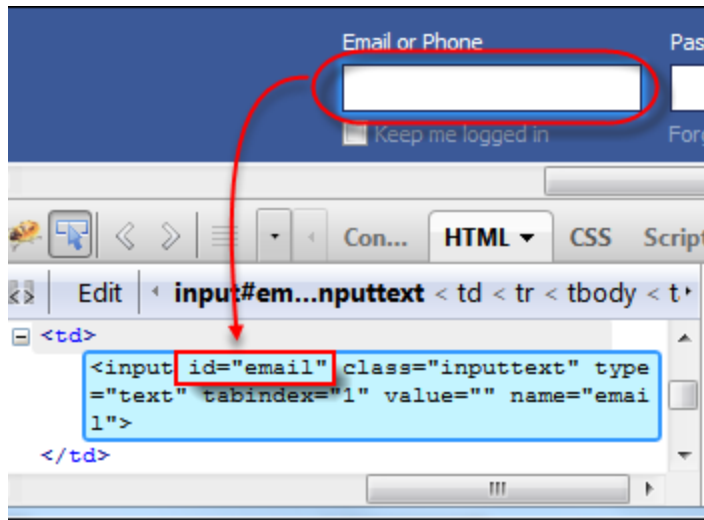 Email or Phone Pas
Keep me logged in
Con... HTML CSS Script
Edit input#em...nputtext < td < tr < tbody < t
<td>
<input id="email" class="inputtext" type
="text" tabindex="1" value="" name="emai
l">
</td>